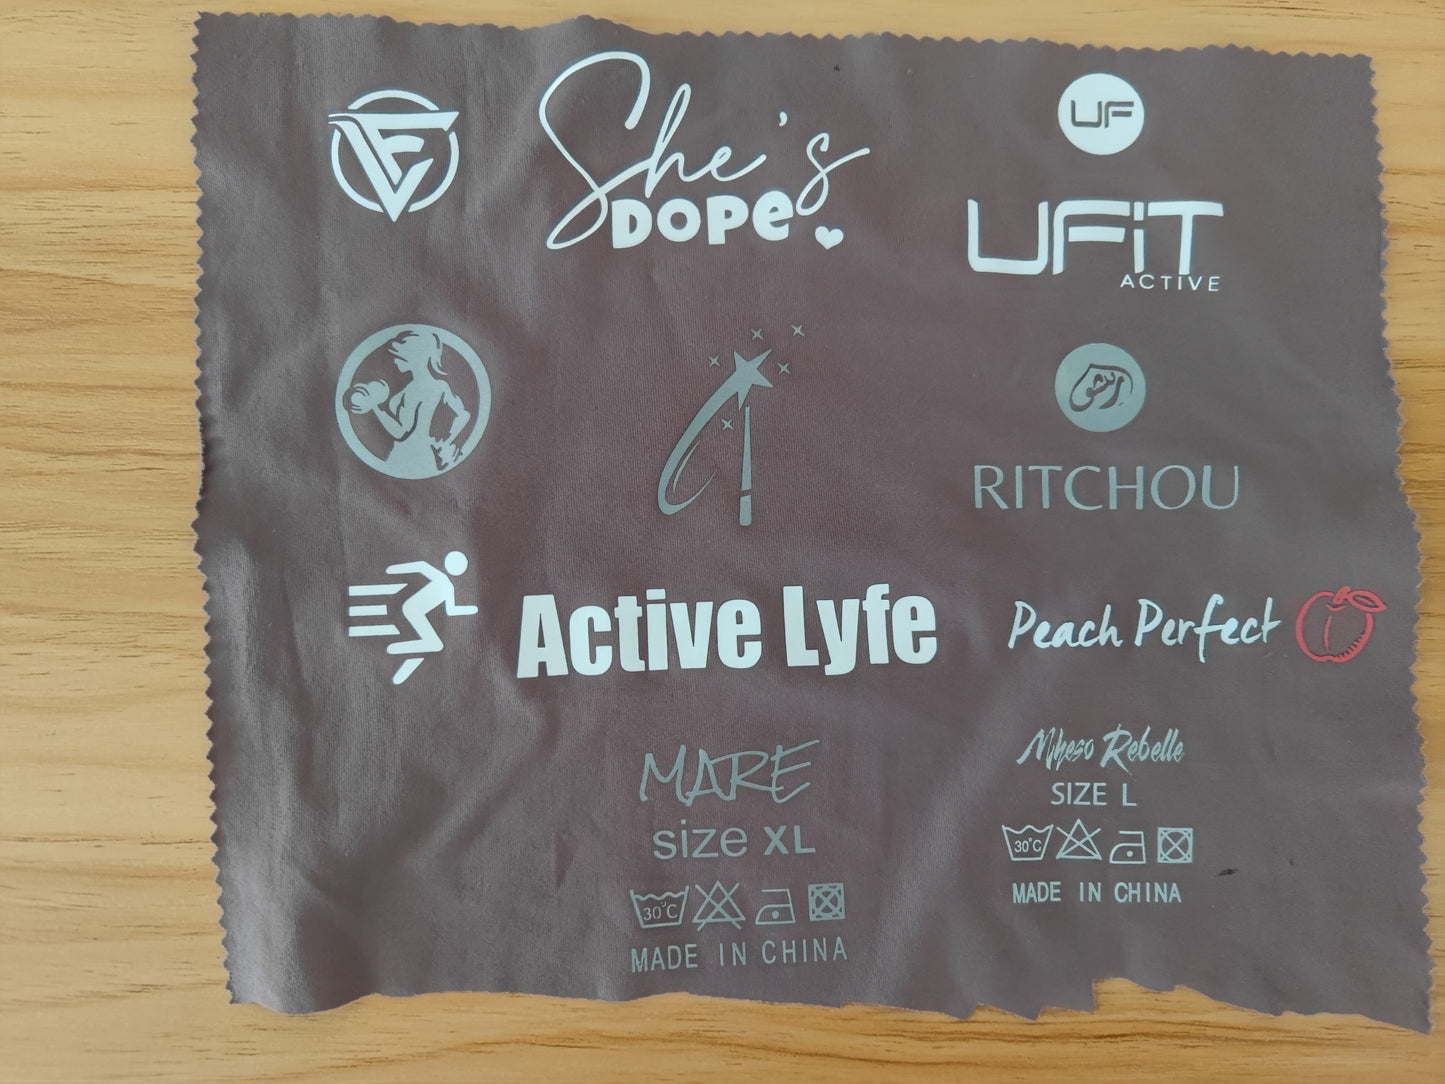 She's
DOPe
UF
UFiT
ACTIVE
RITCHOU
Active Lyfe
Peach Perfect
MARE
size XL
30°C
MADE IN CHINA
Rebelle
SIZE L
30°C
MADE IN CHINA